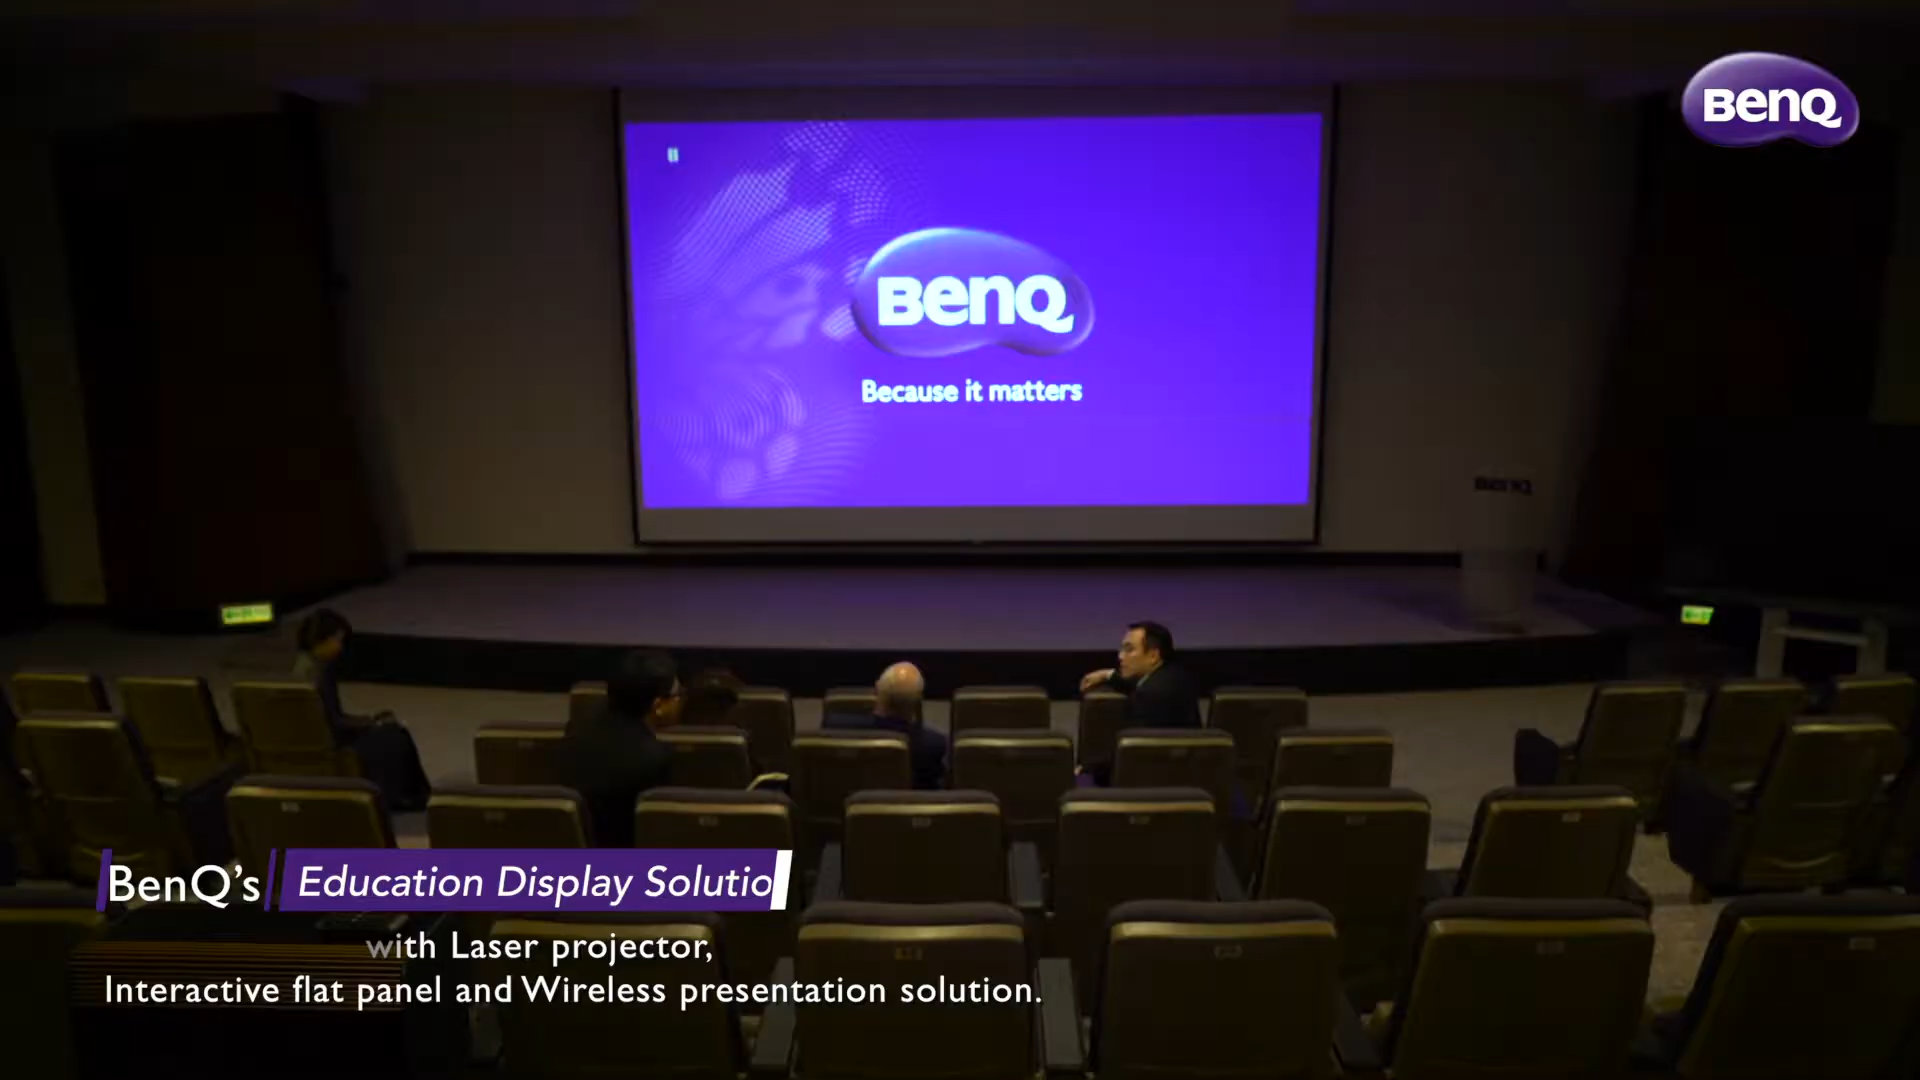 BenQ
BenQ
Because it matters
BenQ
BenQ's Education Display Solutio
with Laser projector,
Interactive flat panel and Wireless presentation solution.